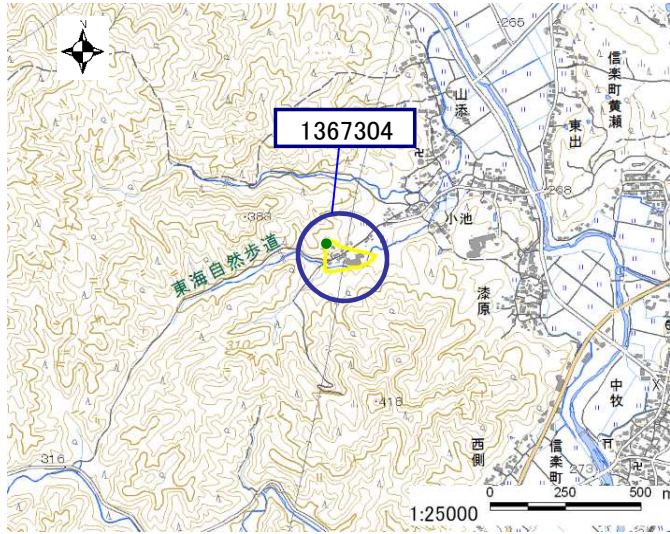 ・265
信楽町黄瀬
山添
東出
1367304
268
・383
小池
東海自然歩道
漆原
310
・418
中牧
西側
信楽町
316
273
0 250 500 m
1:25000